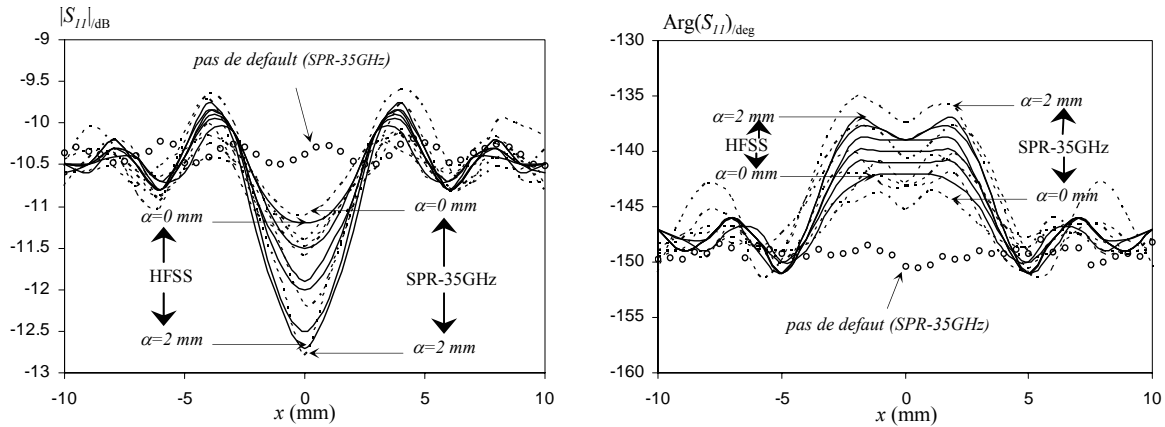 |S11|/dB
-9
-9.5
-10
-10.5
-11
-11.5
-12
-12.5
-13
-10
-5
0
5
10
x (mm)
pas de default (SPR-35GHz)
α=0 mm
HFSS
α=2 mm
α=0 mm
SPR-35GHz
α=2 mm
Arg(S11)/deg
-130
-135
-140
-145
-150
-155
-160
-10
-5
0
5
10
x (mm)
α=2 mm
HFSS
α=0 mm
α=2 mm
SPR-35GHz
α=0 mm
pas de defaut (SPR-35GHz)